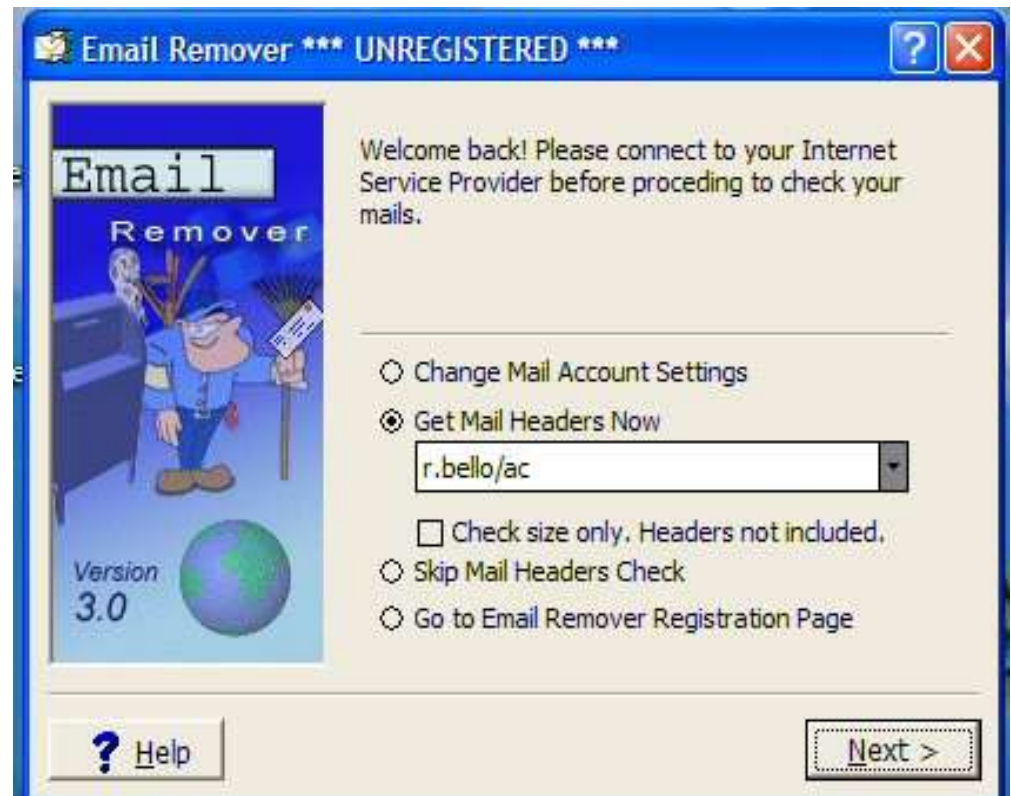 Email Remover *** UNREGISTERED ***
Email
Remover
Version
3.0
Welcome back! Please connect to your Internet
Service Provider before proceding to check your
mails.
Change Mail Account Settings
Get Mail Headers Now
r.bello/ac
Check size only. Headers not included.
Skip Mail Headers Check
Go to Email Remover Registration Page
? Help
Next >